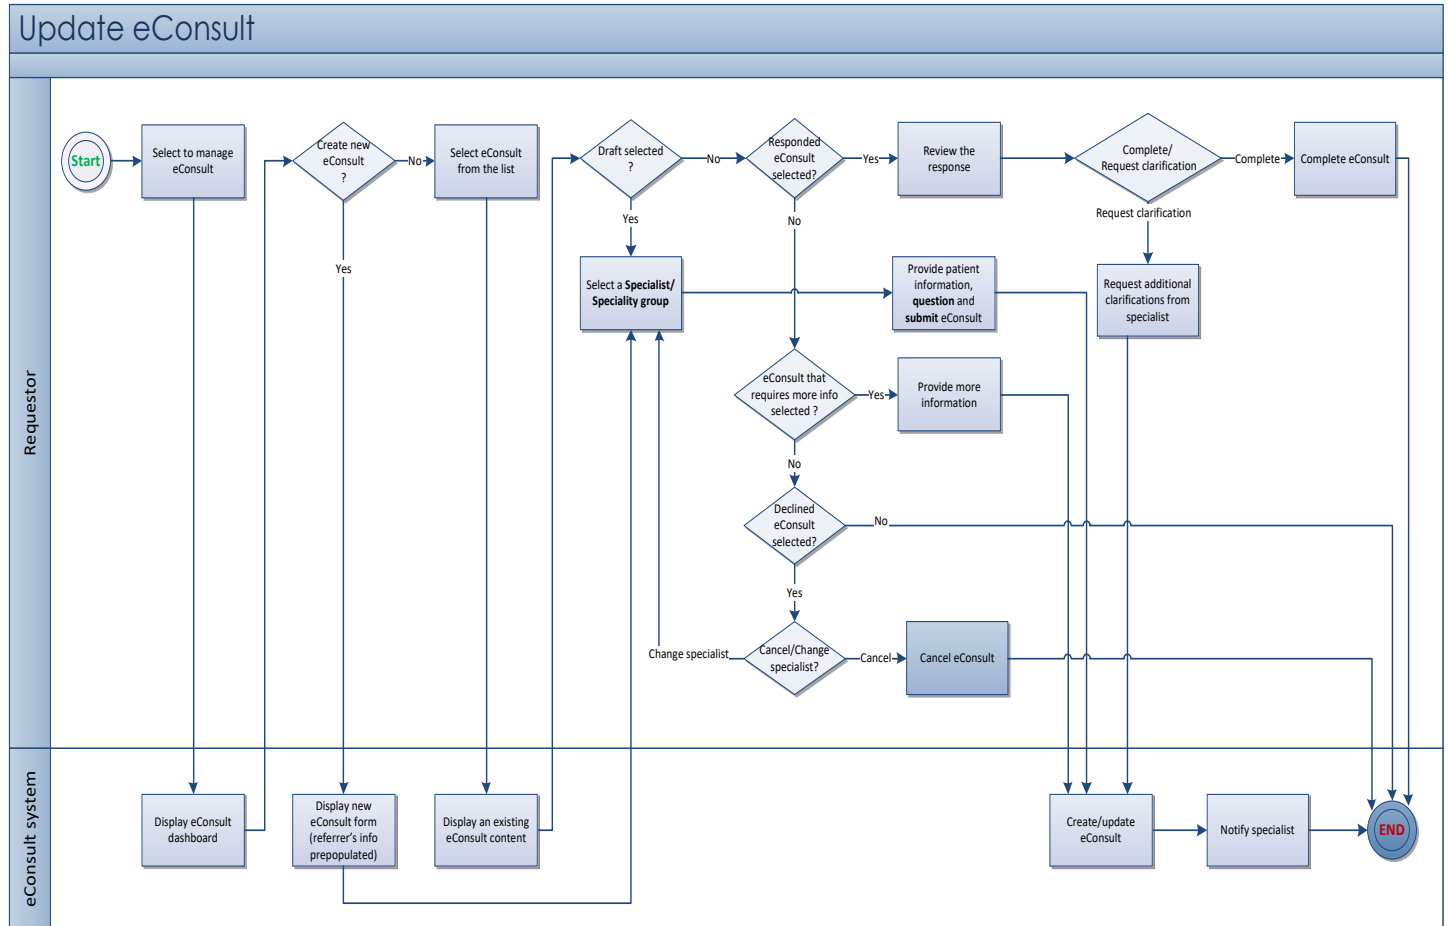 Update eConsult
Requestor
Start
Select to manage
eConsult
Create new
eConsult
?
No
Yes
Select eConsult
from the list
Draft selected
?
No
Yes
Responded
eConsult
selected?
Yes
No
Review the
response
Complete/
Request clarification
Complete
Request clarification
Complete eConsult
Select a Specialist/
Speciality group
Provide patient
information,
question and
submit eConsult
Request additional
clarifications from
specialist
eConsult that
requires more info
selected ?
Yes
No
Provide more
information
Declined
eConsult
selected?
No
Yes
Change specialist
Cancel/Change
specialist?
Cancel
Cancel eConsult
eConsult system
Display eConsult
dashboard
Display new
eConsult form
(referrer's info
prepopulated)
Display an existing
eConsult content
Create/update
eConsult
Notify specialist
END